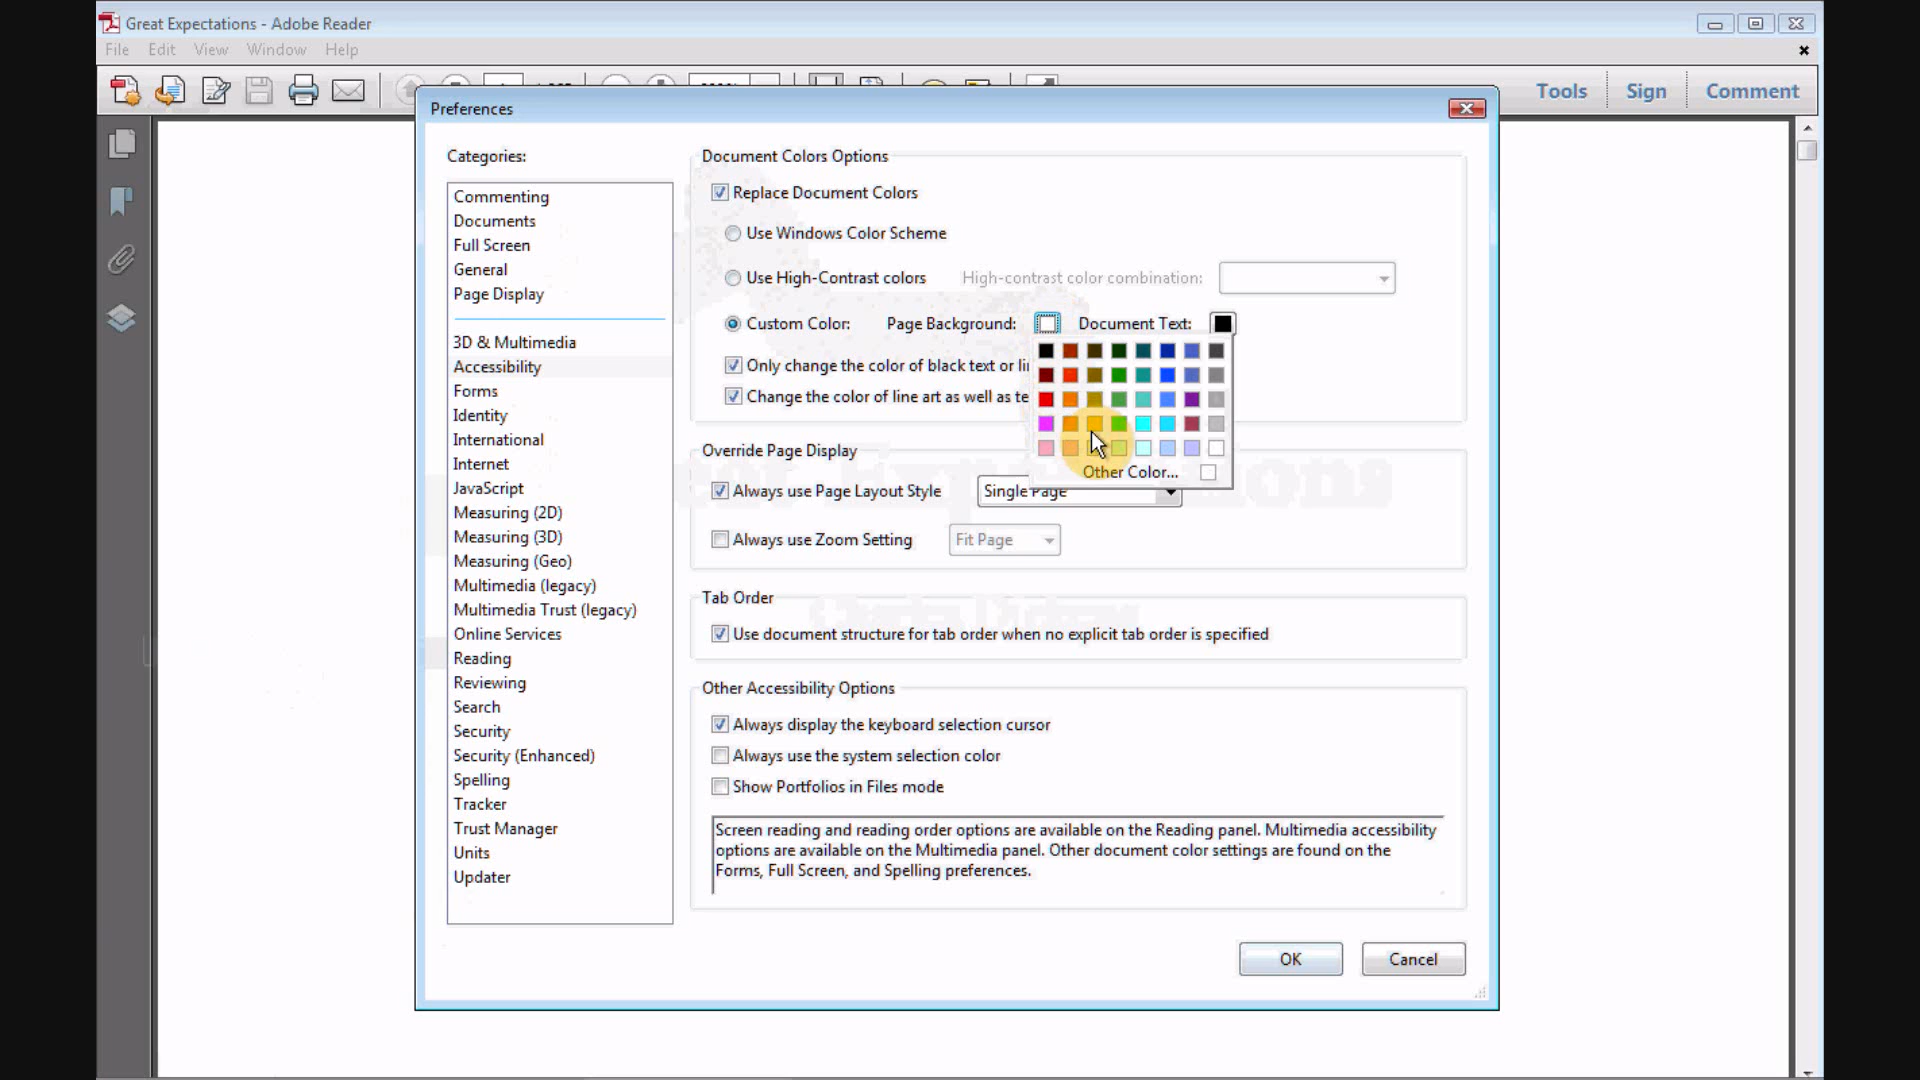 Great Expectations - Adobe Reader
File Edit View Window Help
Tools Sign Comment
Preferences
Categories:
Commenting
Documents
Full Screen
General
Page Display
3D & Multimedia
Accessibility
Forms
Identity
International
Internet
JavaScript
Measuring (2D)
Measuring (3D)
Measuring (Geo)
Multimedia (legacy)
Multimedia Trust (legacy)
Online Services
Reading
Reviewing
Search
Security
Security (Enhanced)
Spelling
Tracker
Trust Manager
Units
Updater
Document Colors Options
Replace Document Colors
Use Windows Color Scheme
Use High-Contrast colors High-contrast color combination:
Custom Color: Page Background: Document Text:
Only change the color of black text or
Change the color of line art as well as
Other Color...
Override Page Display
Always use Page Layout Style Single Page
Always use Zoom Setting Fit Page
Tab Order
Use document structure for tab order when no explicit tab order is specified
Other Accessibility Options
Always display the keyboard selection cursor
Always use the system selection color
Show Portfolios in Files mode
Screen reading and reading order options are available on the Reading panel. Multimedia accessibility
options are available on the Multimedia panel. Other document color settings are found on the
Forms, Full Screen, and Spelling preferences.
OK Cancel